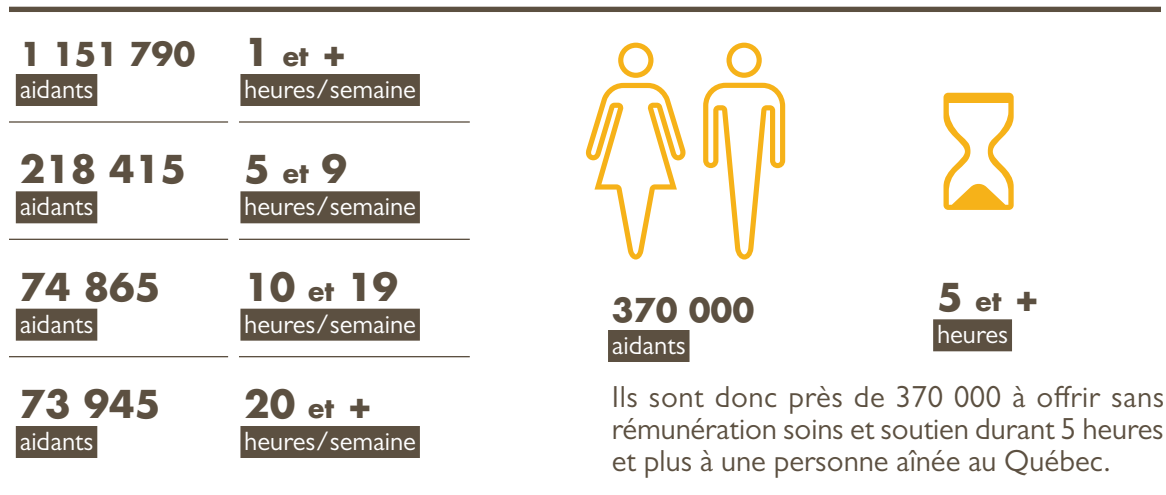 1 151 790
aidants
1 et +
heures/semaine
218 415
aidants
5 et 9
heures/semaine
74 865
aidants
10 et 19
heures/semaine
73 945
aidants
20 et +
heures/semaine
370 000
aidants
5 et +
heures
Ils sont donc près de 370 000 à offrir sans
rémunération soins et soutien durant 5 heures
et plus à une personne aînée au Québec.